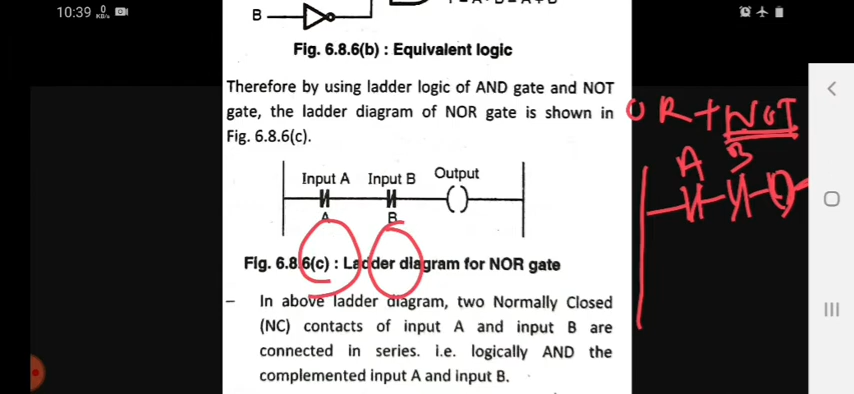 10:39
KB/s
B
Fig. 6.8.6(b) : Equivalent logic
Therefore by using ladder logic of AND gate and NOT
gate, the ladder diagram of NOR gate is shown in
Fig. 6.8.6(c).
OR + NOT
A B
Input A Input B Output
A B
Fig. 6.8.6(c) : Ladder diagram for NOR gate
– In above ladder diagram, two Normally Closed
(NC) contacts of input A and input B are
connected in series. i.e. logically AND the
complemented input A and input B.